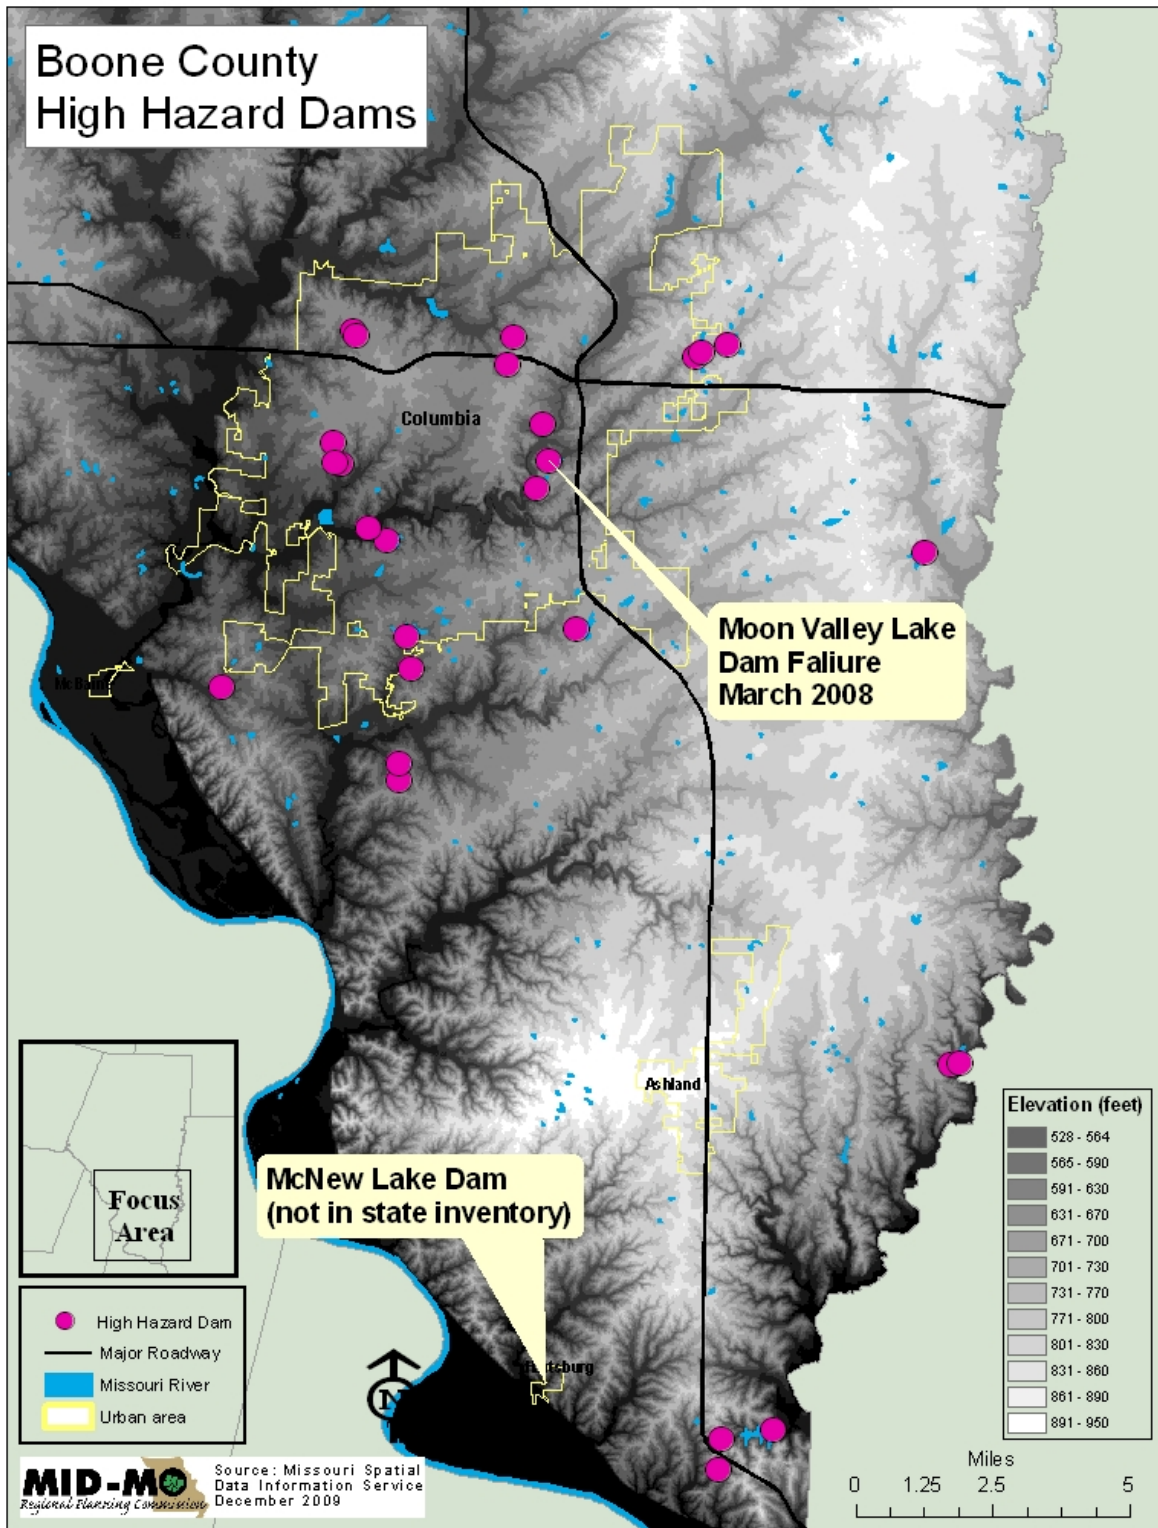 Boone County
High Hazard Dams
Columbia
Moon Valley Lake
Dam Faliure
March 2008
Ashland
McNew Lake Dam
(not in state inventory)
Focus
Area
High Hazard Dam
Major Roadway
Missouri River
Urban area
N
MID-MO
Regional Planning Commission
Source: Missouri Spatial
Data Information Service
December 2009
Elevation (feet)
528 - 564
565 - 590
591 - 630
631 - 670
671 - 700
701 - 730
731 - 770
771 - 800
801 - 830
831 - 860
861 - 890
891 - 950
Miles
0 1.25 2.5 5